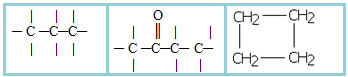 – C – C – C –
O
– C – C – C – C –
CH2 CH2
CH2 CH2